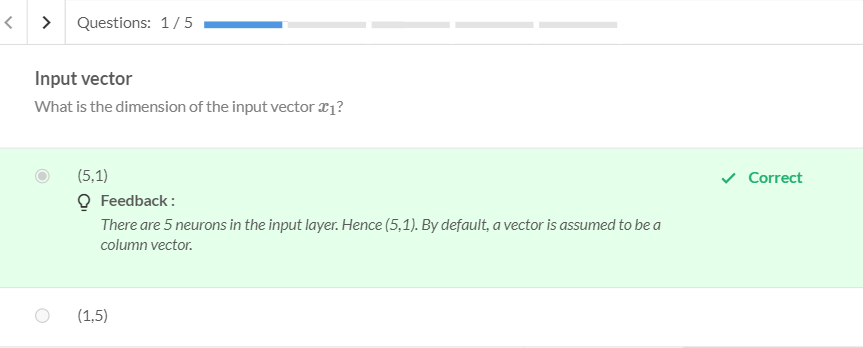 Questions: 1 / 5
Input vector
What is the dimension of the input vector x₁?
(5,1)
Correct
Feedback :
There are 5 neurons in the input layer. Hence (5,1). By default, a vector is assumed to be a
column vector.
(1,5)